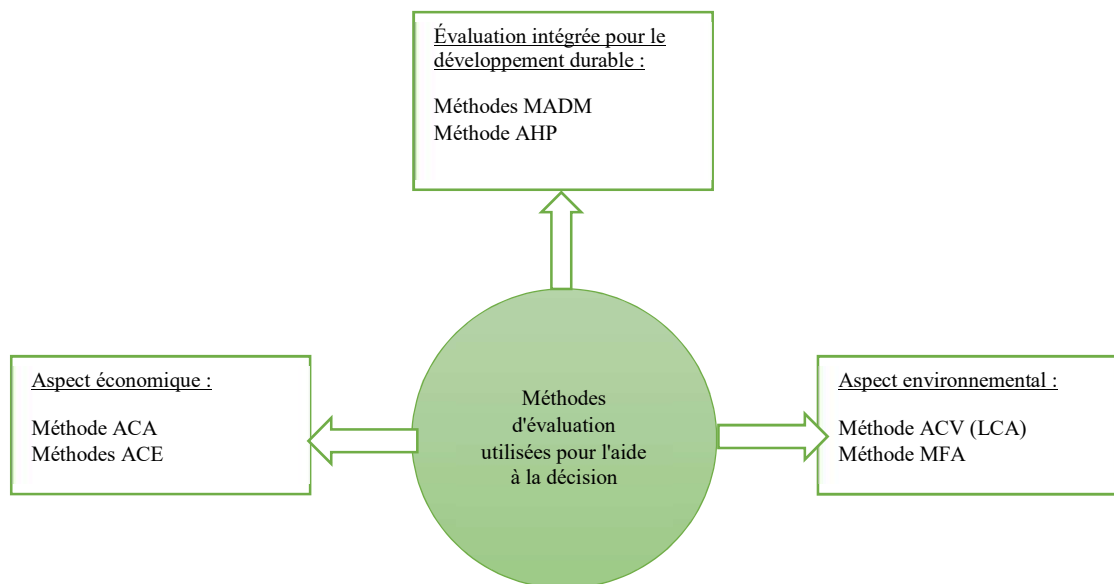 Évaluation intégrée pour le
développement durable :
Méthodes MADM
Méthode AHP
Aspect économique :
Méthode ACA
Méthodes ACE
Méthodes
d'évaluation
utilisées pour l'aide
à la décision
Aspect environnemental :
Méthode ACV (LCA)
Méthode MFA